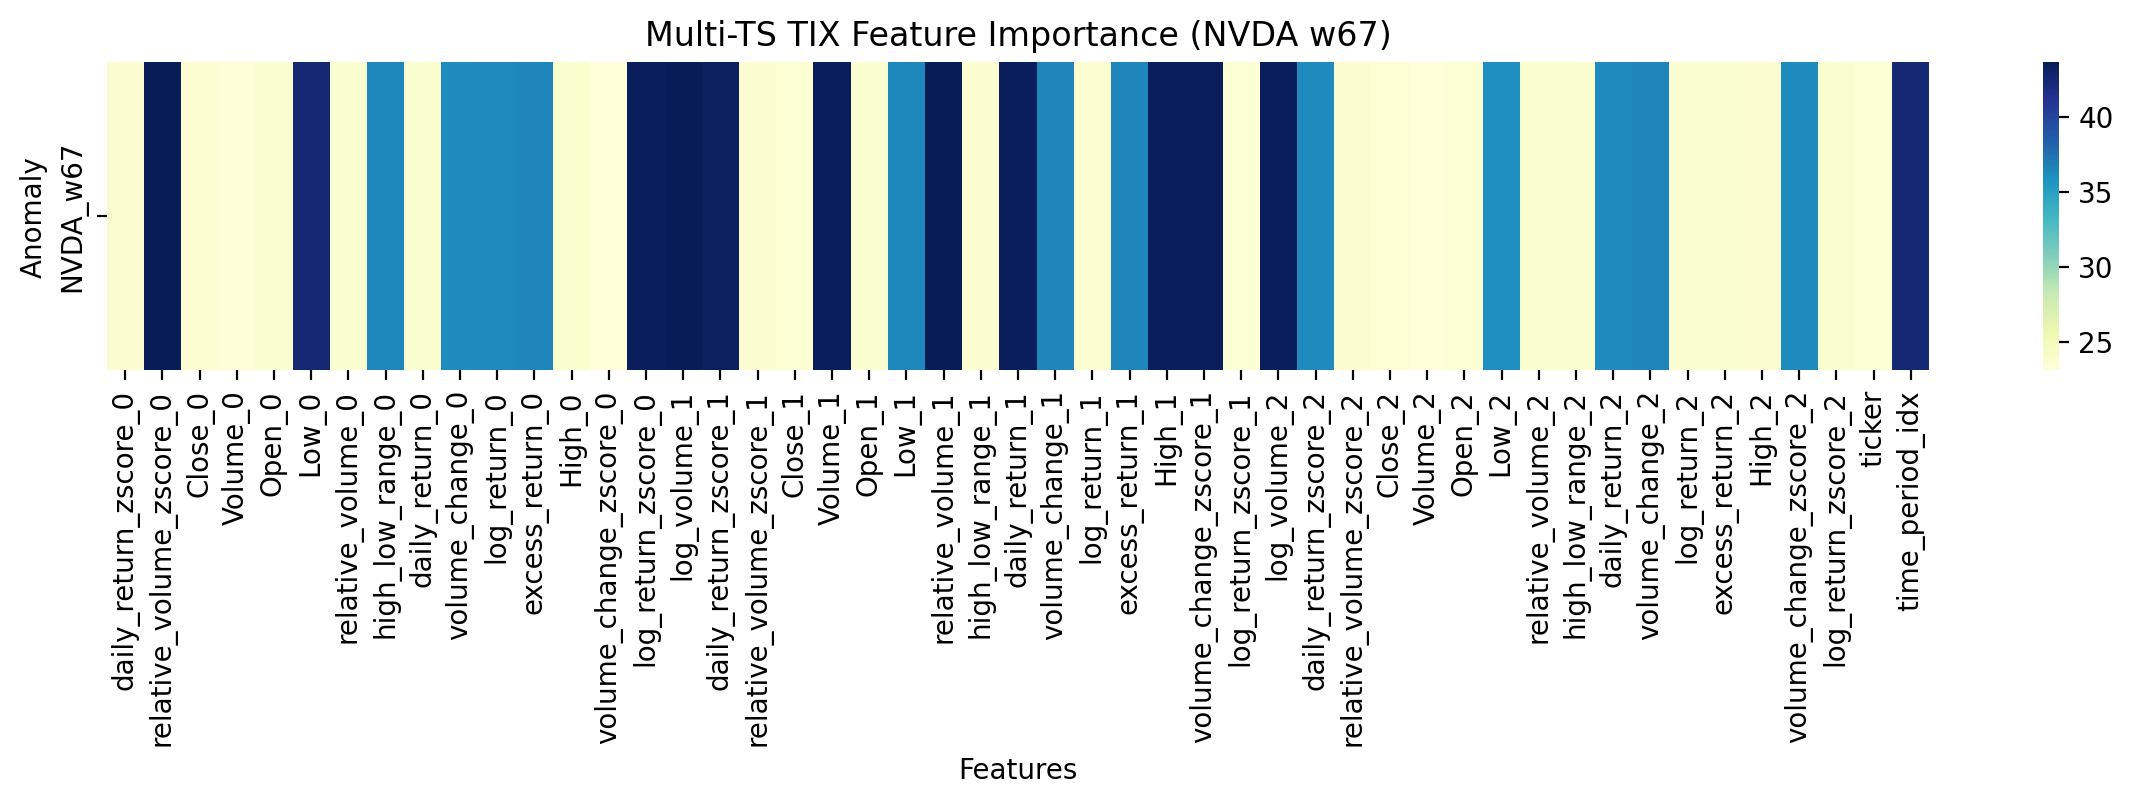 Multi-TS TIX Feature Importance (NVDA w67)
Anomaly
NVDA_w67
40
35
30
25
daily_return_zscore_0
relative_volume_zscore_0
Close_0
Volume_0
Open_0
Low_0
relative_volume_0
high_low_range_0
daily_return_0
volume_change_0
log_return_0
excess_return_0
High_0
volume_change_zscore_0
log_return_zscore_0
log_volume_1
daily_return_zscore_1
relative_volume_zscore_1
Close_1
Volume_1
Open_1
Low_1
relative_volume_1
high_low_range_1
daily_return_1
volume_change_1
log_return_1
excess_return_1
High_1
volume_change_zscore_1
log_return_zscore_1
log_volume_2
daily_return_zscore_2
relative_volume_zscore_2
Close_2
Volume_2
Open_2
Low_2
relative_volume_2
high_low_range_2
daily_return_2
volume_change_2
log_return_2
excess_return_2
High_2
volume_change_zscore_2
log_return_zscore_2
ticker
time_period_idx
Features